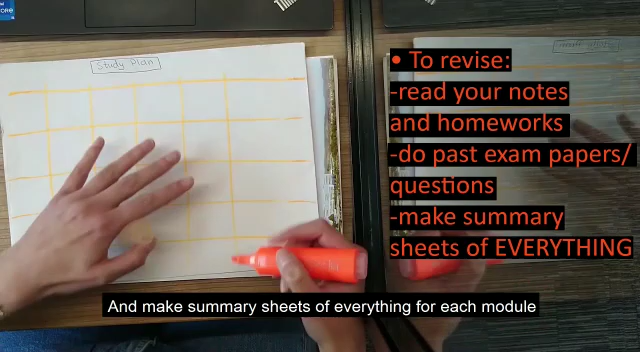 Study Plan
• To revise:
-read your notes
and homeworks
-do past exam papers/
questions
-make summary
sheets of EVERYTHING
And make summary sheets of everything for each module